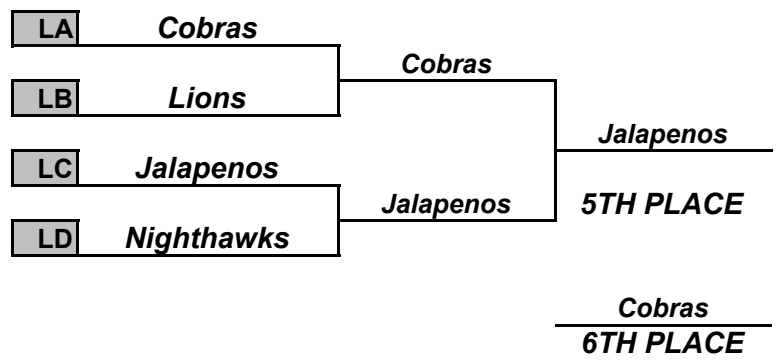 LA Cobras
Cobras
LB Lions
Jalapenos
LC Jalapenos
Jalapenos
5TH PLACE
LD Nighthawks
Cobras
6TH PLACE